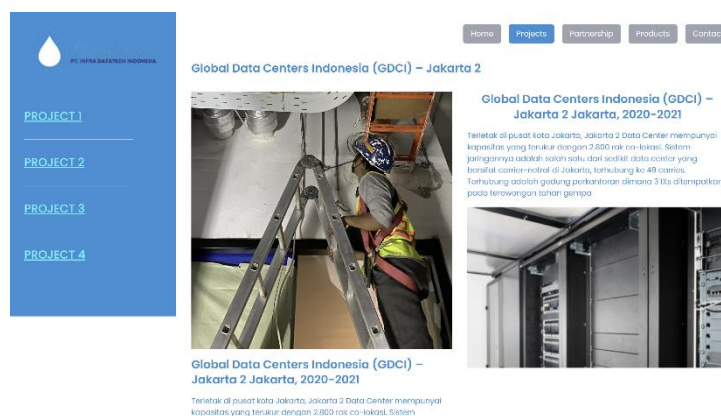 PT. INFRA DATATECH INDONESIA
PROJECT 1
PROJECT 2
PROJECT 3
PROJECT 4
Home
Projects
Partnership
Products
Contac
Global Data Centers Indonesia (GDCI) – Jakarta 2
Global Data Centers Indonesia (GDCI) –
Jakarta 2 Jakarta, 2020-2021
Terletak di pusat kota Jakarta, Jakarta 2 Data Center mempunyai
kapasitas yang terukur dengan 2.800 rak co-lokasi. Sistem
Global Data Centers Indonesia (GDCI) –
Jakarta 2 Jakarta, 2020-2021
Terletak di pusat kota Jakarta, Jakarta 2 Data Center mempunyai
kapasitas yang terukur dengan 2.800 rak co-lokasi. Sistem
jaringannya adalah salah satu dari sedikit data center yang
bersifat carrier-netral di Jakarta, terhubung ke 48 carries.
Terhubung adalah gedung perkantoran dimana 3 IXs ditempatkan
pada terowongan tahan gempa